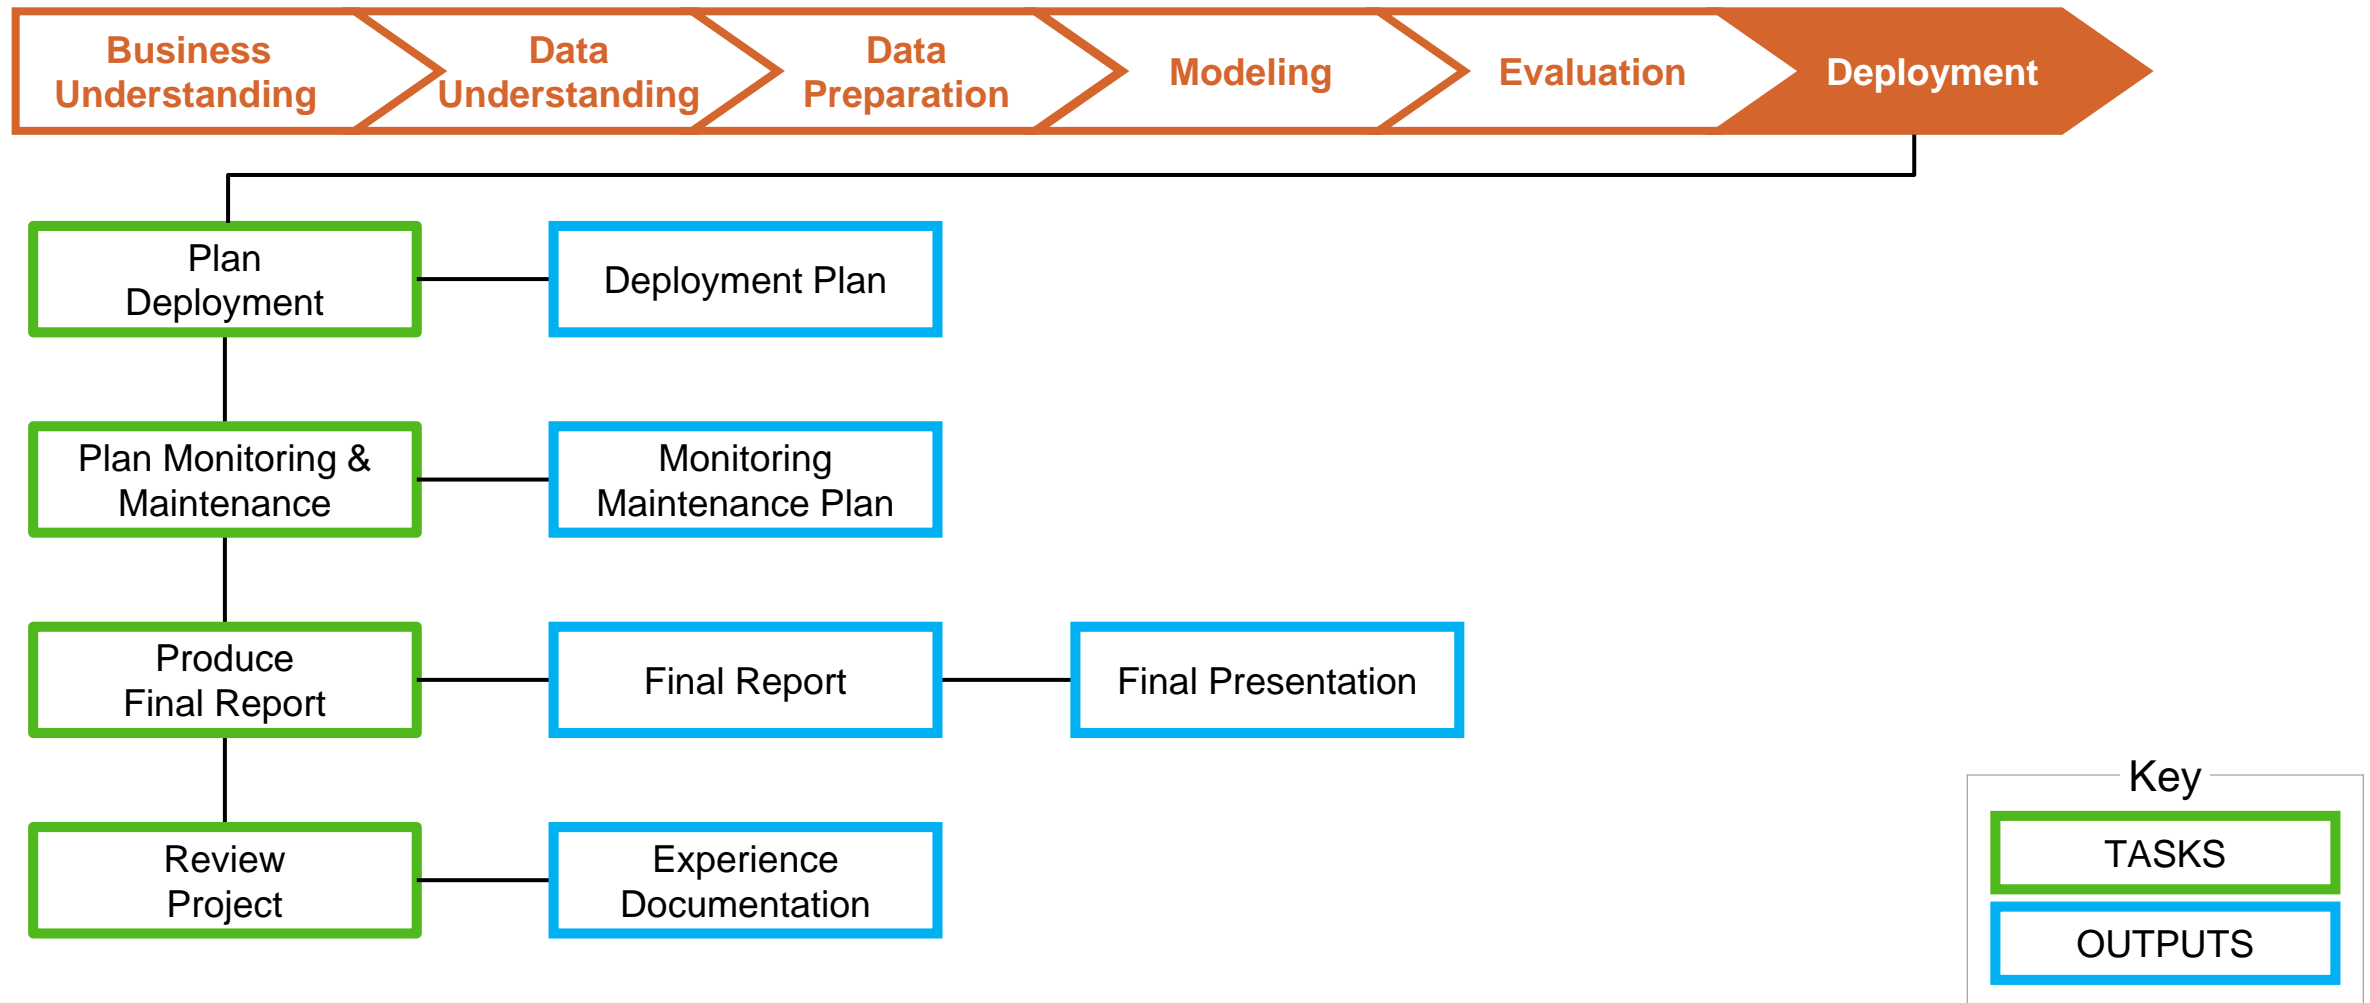 Business
Understanding
Data
Understanding
Data
Preparation
Modeling
Evaluation
Deployment
Plan
Deployment
Deployment Plan
Plan Monitoring &
Maintenance
Monitoring
Maintenance Plan
Produce
Final Report
Final Report
Final Presentation
Review
Project
Experience
Documentation
Key
TASKS
OUTPUTS